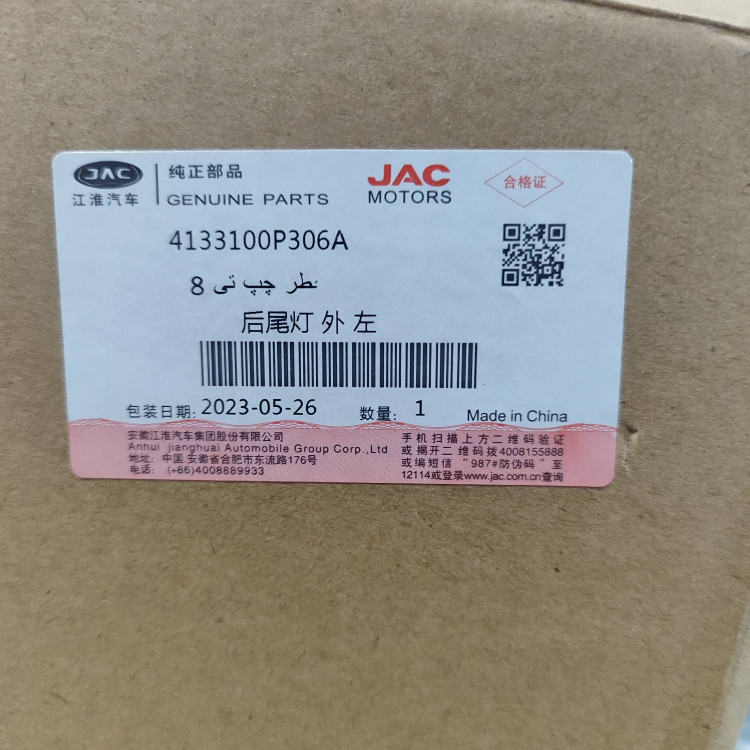 JAC
江淮汽车
纯正部品
GENUINE PARTS
JAC
MOTORS
合格证
4133100P306A
خطر چپ تی 8
后尾灯 外 左
包装日期: 2023-05-26
数量: 1
Made in China
安徽江淮汽车集团股份有限公司
Anhui jianghuai Automobile Group Corp.,Ltd
地址: 中国.安徽省合肥市东流路176号
电话: (+86)4008889933
手机扫描上方二维码验证
或揭开二维码拨4008155888
或编短信“987#防伪码”至
12114或登录www.jac.com.cn查询